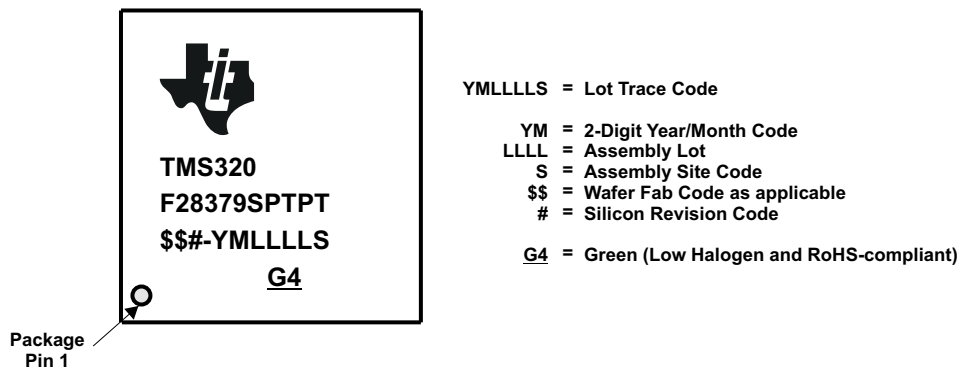 TMS320
F28379SPTPT
$$#-YMLLLLS
G4
Package
Pin 1
YMLLLLS = Lot Trace Code
YM = 2-Digit Year/Month Code
LLLL = Assembly Lot
S = Assembly Site Code
$$ = Wafer Fab Code as applicable
# = Silicon Revision Code
G4 = Green (Low Halogen and RoHS-compliant)